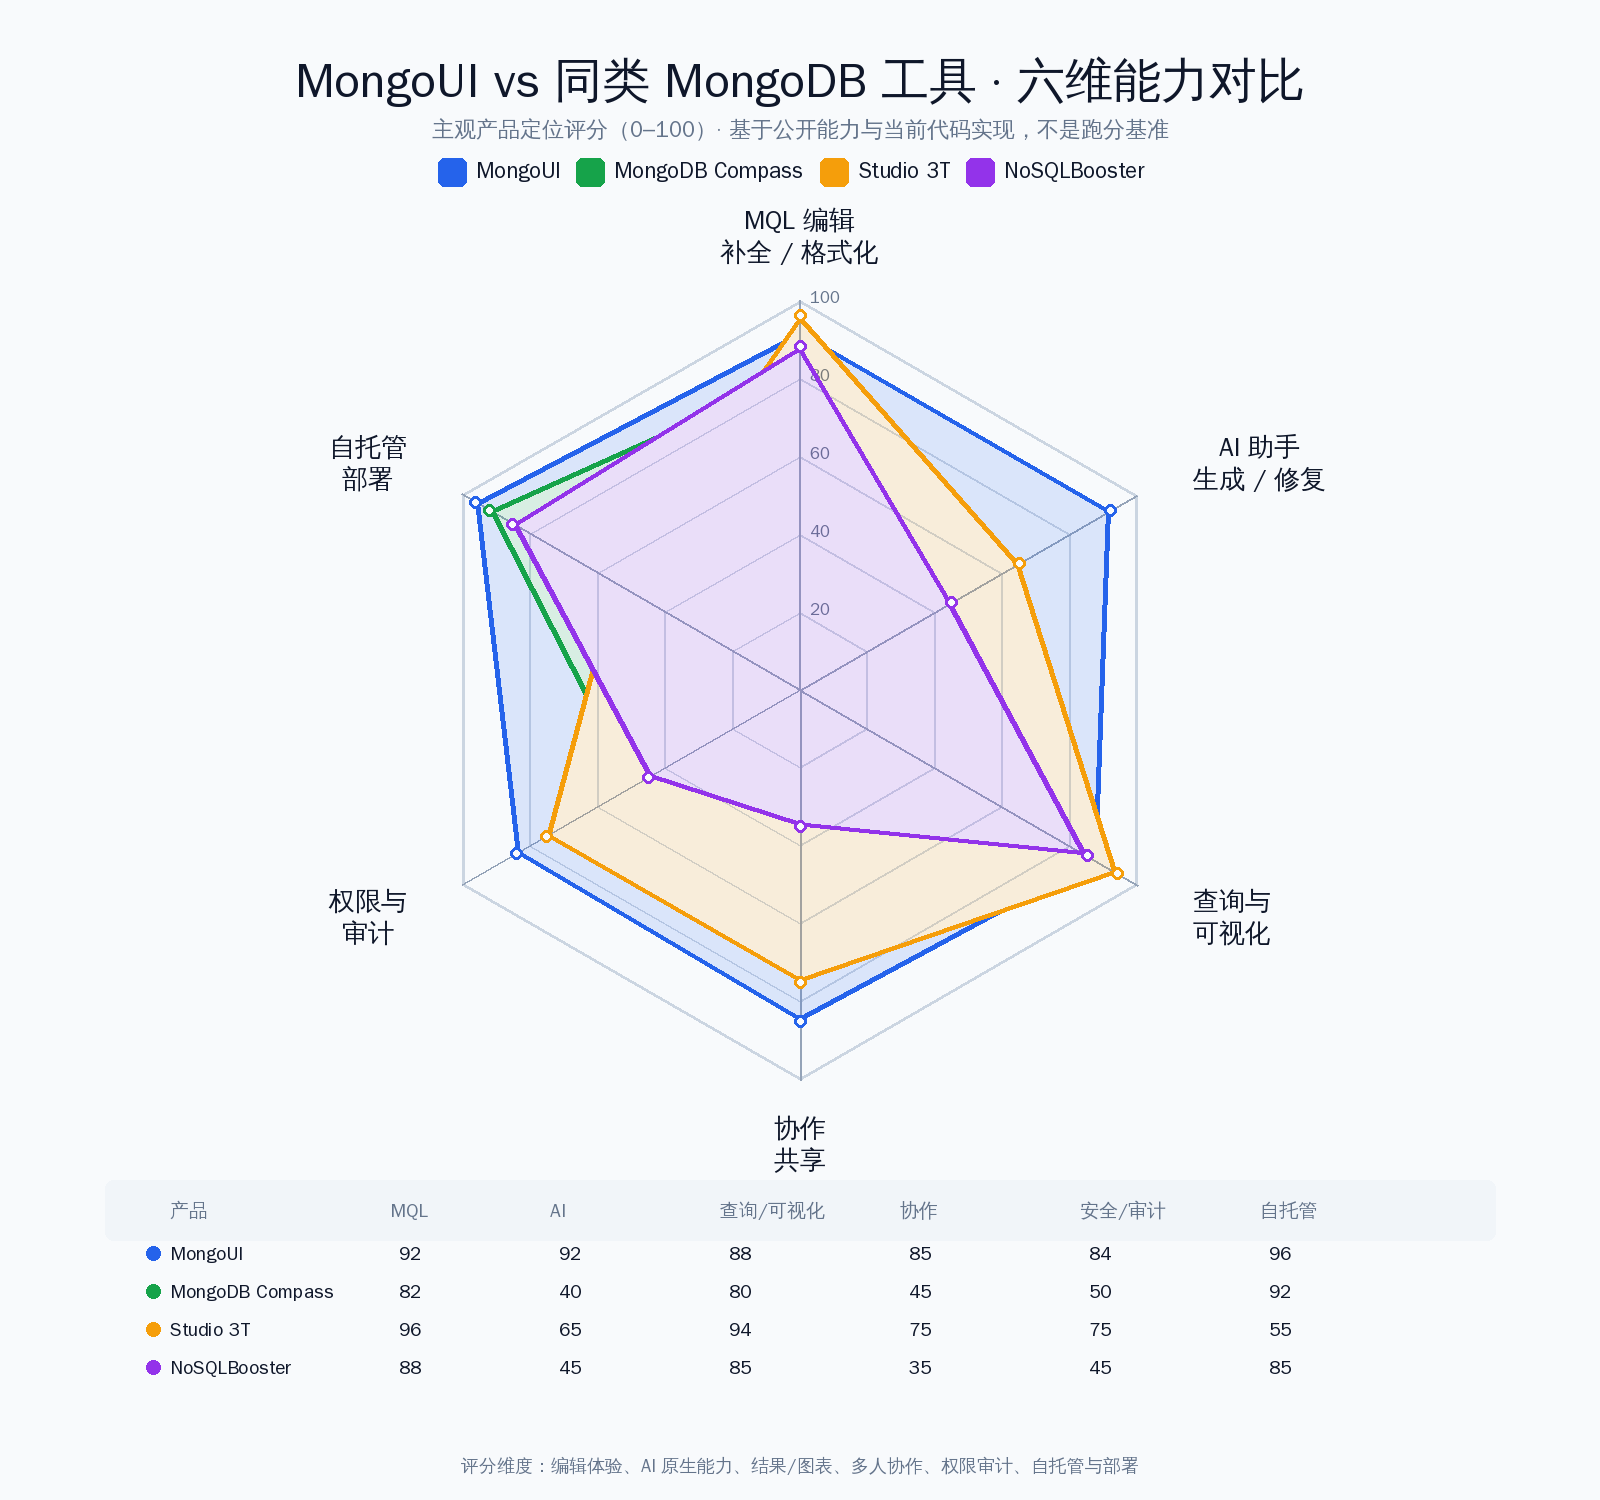 MongoUI vs 同类 MongoDB 工具 · 六维能力对比
主观产品定位评分（0–100）· 基于公开能力与当前代码实现，不是跑分基准
MongoUI MongoDB Compass Studio 3T NoSQLBooster
MQL 编辑
补全 / 格式化
100
80
60
40
20
自托管
部署
AI 助手
生成 / 修复
权限与
审计
查询与
可视化
协作
共享
产品 MQL AI 查询/可视化 协作 安全/审计 自托管
MongoUI 92 92 88 85 84 96
MongoDB Compass 82 40 80 45 50 92
Studio 3T 96 65 94 75 75 55
NoSQLBooster 88 45 85 35 45 85
评分维度：编辑体验、AI 原生能力、结果/图表、多人协作、权限审计、自托管与部署